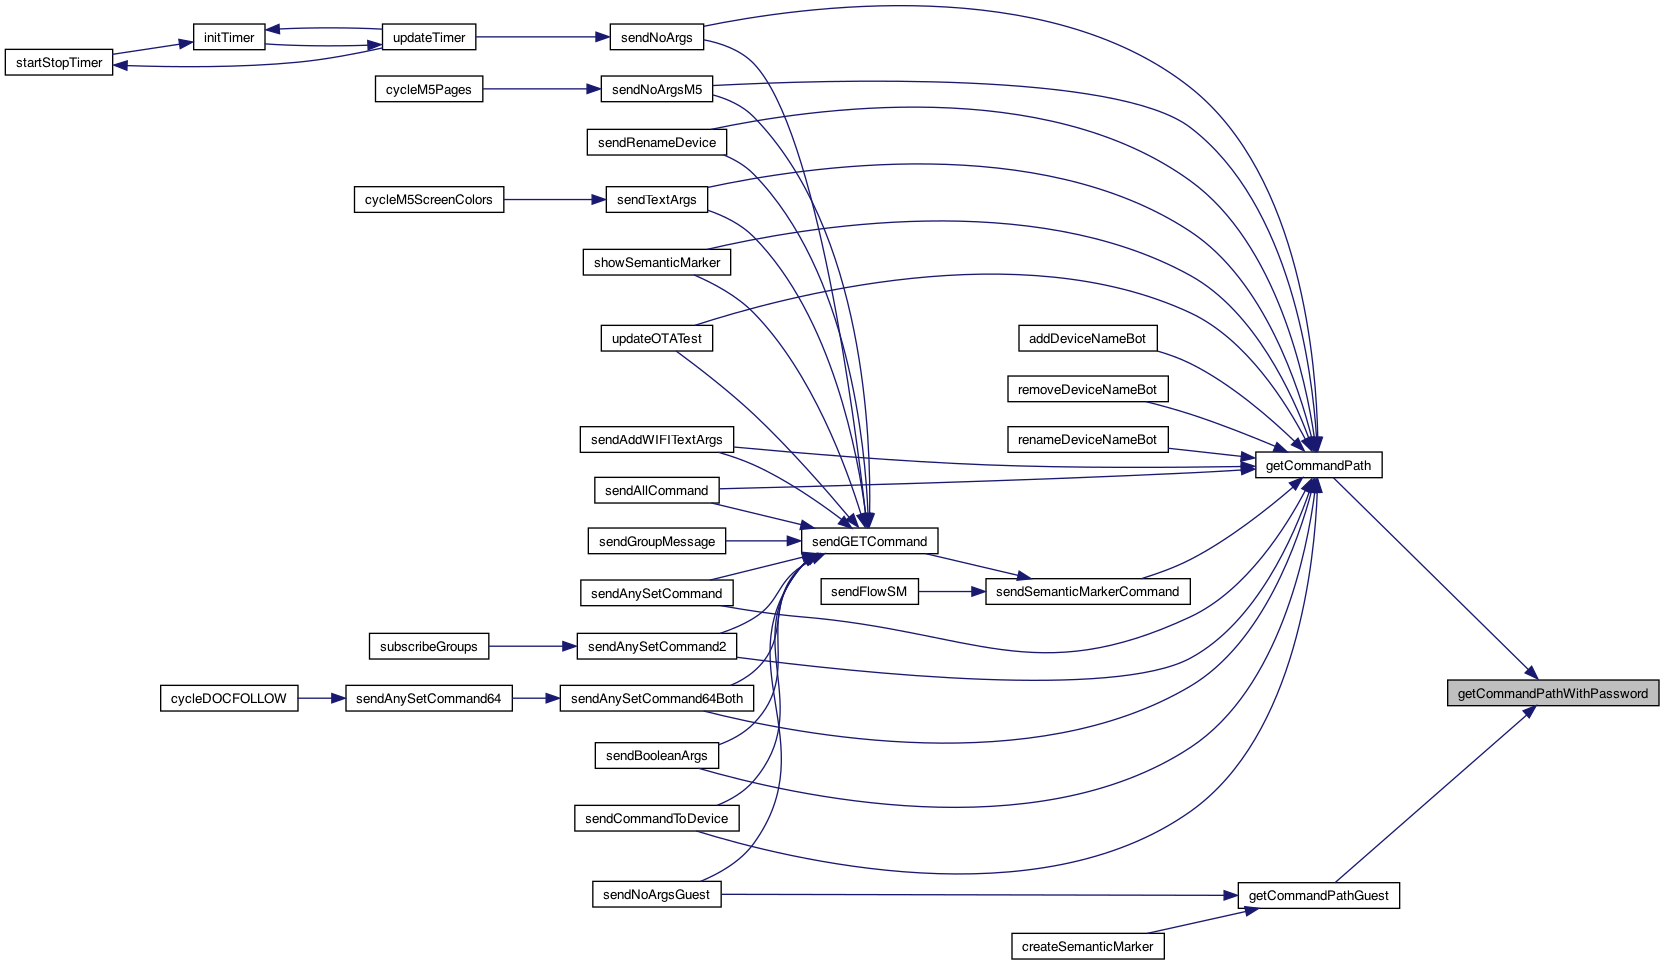 initTimer
updateTimer
sendNoArgs
startStopTimer
cycleM5Pages
sendNoArgsM5
sendRenameDevice
cycleM5ScreenColors
sendTextArgs
showSemanticMarker
updateOTATest
addDeviceNameBot
removeDeviceNameBot
sendAddWIFITextArgs
renameDeviceNameBot
getCommandPath
sendAllCommand
sendGroupMessage
sendGETCommand
sendAnySetCommand
sendFlowSM
sendSemanticMarkerCommand
subscribeGroups
sendAnySetCommand2
cycleDOCFOLLOW
sendAnySetCommand64
sendAnySetCommand64Both
getCommandPathWithPassword
sendBooleanArgs
sendCommandToDevice
sendNoArgsGuest
getCommandPathGuest
createSemanticMarker